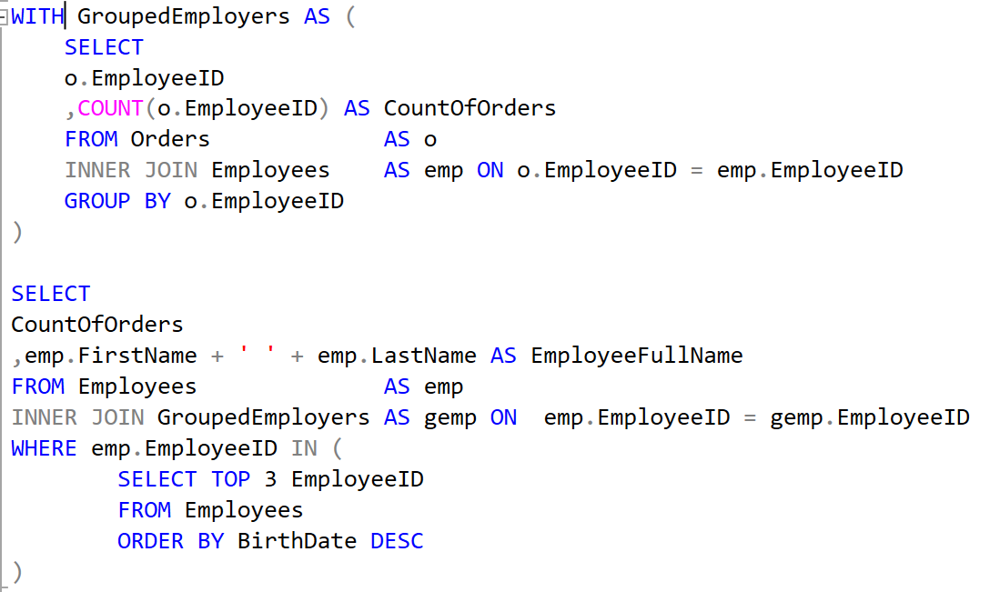 WITH GroupedEmployers AS (
SELECT
o.EmployeeID
,COUNT(o.EmployeeID) AS CountOfOrders
FROM Orders AS o
INNER JOIN Employees AS emp ON o.EmployeeID = emp.EmployeeID
GROUP BY o.EmployeeID
)
SELECT
CountOfOrders
,emp.FirstName + ' ' + emp.LastName AS EmployeeFullName
FROM Employees AS emp
INNER JOIN GroupedEmployers AS gemp ON emp.EmployeeID = gemp.EmployeeID
WHERE emp.EmployeeID IN (
SELECT TOP 3 EmployeeID
FROM Employees
ORDER BY BirthDate DESC
)